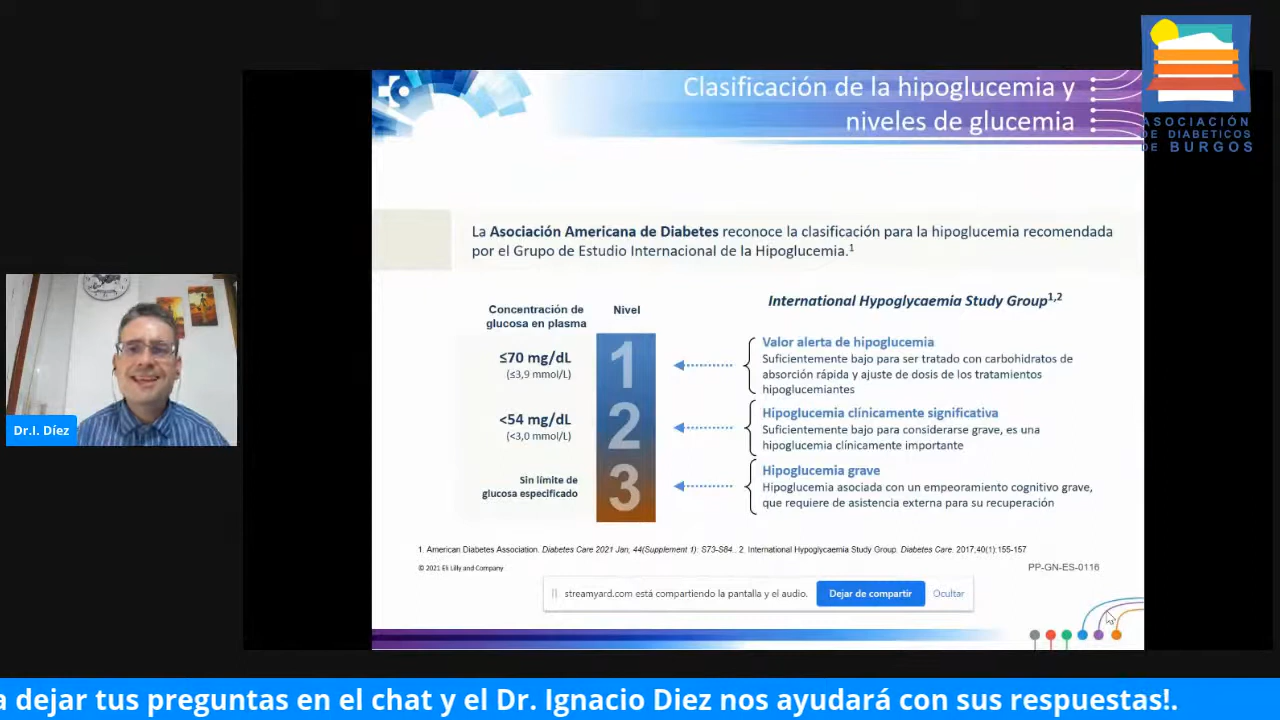 Clasificación de la hipoglucemia y
niveles de glucemia
ASOCIACIÓN
DE DIABETICOS
DE BURGOS
La Asociación Americana de Diabetes reconoce la clasificación para la hipoglucemia recomendada
por el Grupo de Estudio Internacional de la Hipoglucemia.1
International Hypoglycaemia Study Group1,2
Concentración de
glucosa en plasma
Nivel
≤70 mg/dL
(≤3,9 mmol/L)
1
Valor alerta de hipoglucemia
Suficientemente bajo para ser tratado con carbohidratos de
absorción rápida y ajuste de dosis de los tratamientos
hipoglucemiantes
<54 mg/dL
(<3,0 mmol/L)
2
Hipoglucemia clínicamente significativa
Suficientemente bajo para considerarse grave, es una
hipoglucemia clínicamente importante
Sin límite de
glucosa especificado
3
Hipoglucemia grave
Hipoglucemia asociada con un empeoramiento cognitivo grave,
que requiere de asistencia externa para su recuperación
Dr.I. Díez
1. American Diabetes Association. Diabetes Care 2021 Jan; 44(Supplement 1): S73-S84.. 2. International Hypoglycaemia Study Group. Diabetes Care. 2017;40(1):155-157
© 2021 Eli Lilly and Company
PP-GN-ES-0116
streamyard.com está compartiendo la pantalla y el audio.
Dejar de compartir
Ocultar
a dejar tus preguntas en el chat y el Dr. Ignacio Diez nos ayudará con sus respuestas!.